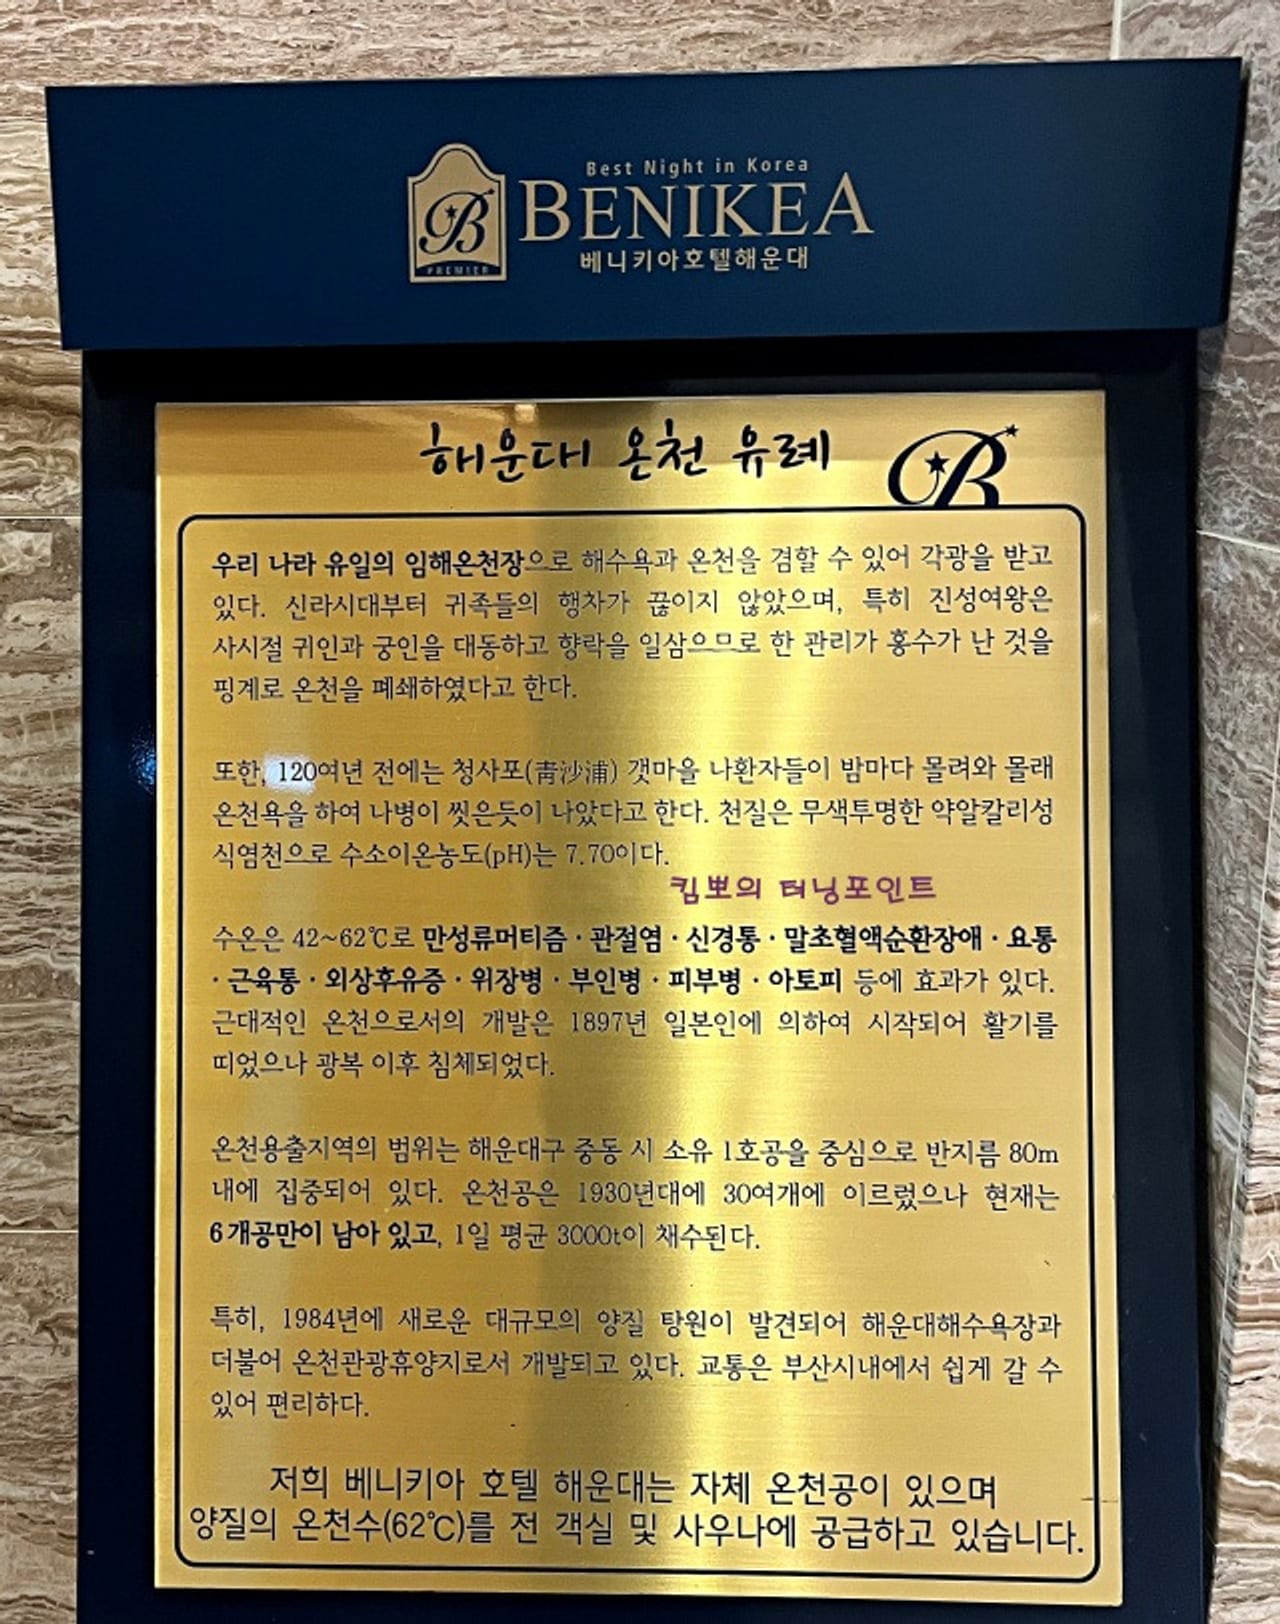 Best Night in Korea
B BENIKEA
PREMIER
베니키아호텔해운대
해운대 온천 유례
B
우리 나라 유일의 임해온천장으로 해수욕과 온천을 겸할 수 있어 각광을 받고
있다. 신라시대부터 귀족들의 행차가 끊이지 않았으며, 특히 진성여왕은
사시절 귀인과 궁인을 대동하고 향락을 일삼으므로 한 관리가 홍수가 난 것을
핑계로 온천을 폐쇄하였다고 한다.
또한, 120여년 전에는 청사포(靑沙浦) 갯마을 나환자들이 밤마다 몰려와 몰래
온천욕을 하여 나병이 씻은듯이 나았다고 한다. 천질은 무색투명한 약알칼리성
식염천으로 수소이온농도(pH)는 7.70이다.
킴뽀의 터닝포인트
수온은 42~62℃로 만성류머티즘 · 관절염 · 신경통 · 말초혈액순환장애 · 요통
· 근육통 · 외상후유증 · 위장병 · 부인병 · 피부병 · 아토피 등에 효과가 있다.
근대적인 온천으로서의 개발은 1897년 일본인에 의하여 시작되어 활기를
띠었으나 광복 이후 침체되었다.
온천용출지역의 범위는 해운대구 중동 시 소유 1호공을 중심으로 반지름 80m
내에 집중되어 있다. 온천공은 1930년대에 30여개에 이르렀으나 현재는
6개공만이 남아 있고, 1일 평균 3000t이 채수된다.
특히, 1984년에 새로운 대규모의 양질 탕원이 발견되어 해운대해수욕장과
더불어 온천관광휴양지로서 개발되고 있다. 교통은 부산시내에서 쉽게 갈 수
있어 편리하다.
저희 베니키아 호텔 해운대는 자체 온천공이 있으며
양질의 온천수(62℃)를 전 객실 및 사우나에 공급하고 있습니다.